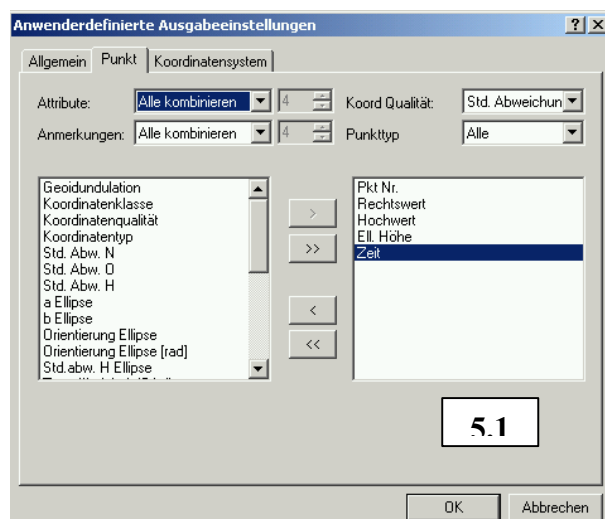 Anwenderdefinierte Ausgabeeinstellungen
Allgemein Punkt Koordinatensystem
Attribute: Alle kombinieren 4 Koord Qualität: Std. Abweichun
Anmerkungen: Alle kombinieren 4 Punkttyp Alle
Geoidundulation
Koordinatenklasse
Koordinatenqualität
Koordinatentyp
Std. Abw. N
Std. Abw. O
Std. Abw. H
a Ellipse
b Ellipse
Orientierung Ellipse
Orientierung Ellipse [rad]
Std.abw. H Ellipse
>
>>
<
<<
Pkt Nr.
Rechtswert
Hochwert
Ell. Höhe
Zeit
5.1
OK Abbrechen